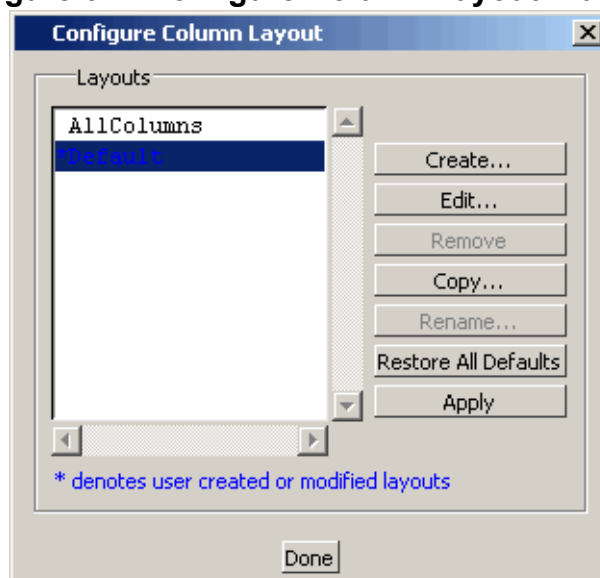 Configure Column Layout
Layouts
AllColumns
*Default
Create...
Edit...
Remove
Copy...
Rename...
Restore All Defaults
Apply
* denotes user created or modified layouts
Done